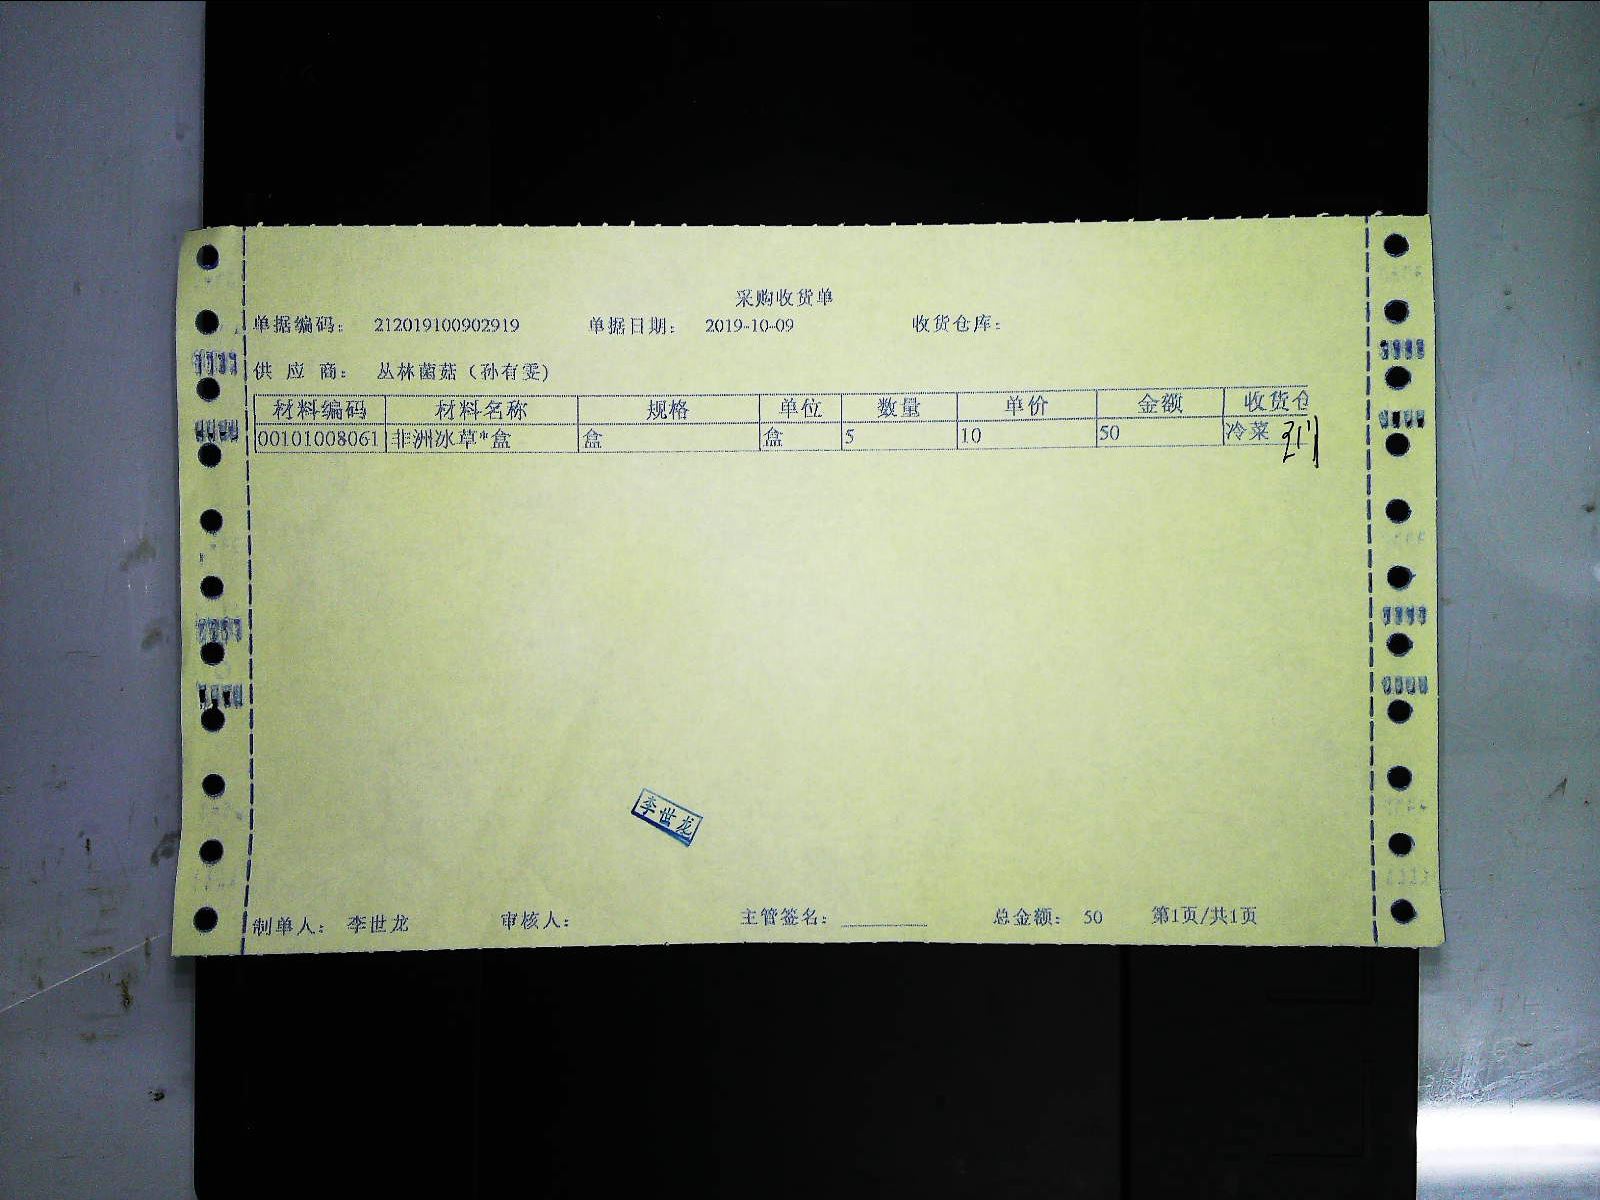 采购收货单
单据编码： 212019100902919 单据日期： 2019-10-09 收货仓库：
供 应 商： 丛林菌菇（孙有雯)
材料编码 材料名称 规格 单位 数量 单价 金额 收货仓
00101008061 非洲冰草*盒 盒 盒 5 10 50 冷菜
李世龙
制单人： 李世龙 审核人： 主管签名： 总金额： 50 第1页/共1页